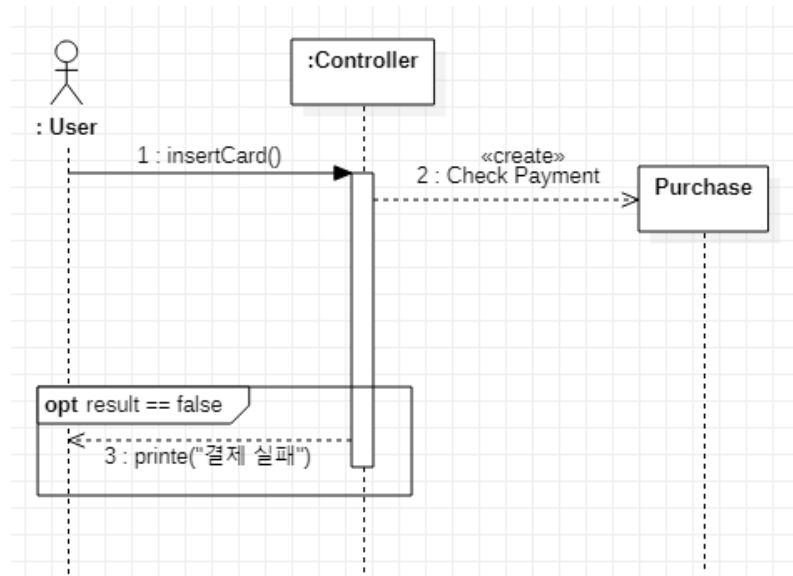 :Controller
: User
1 : insertCard()
«create»
2 : Check Payment
Purchase
opt result == false
3 : printe("결제 실패")